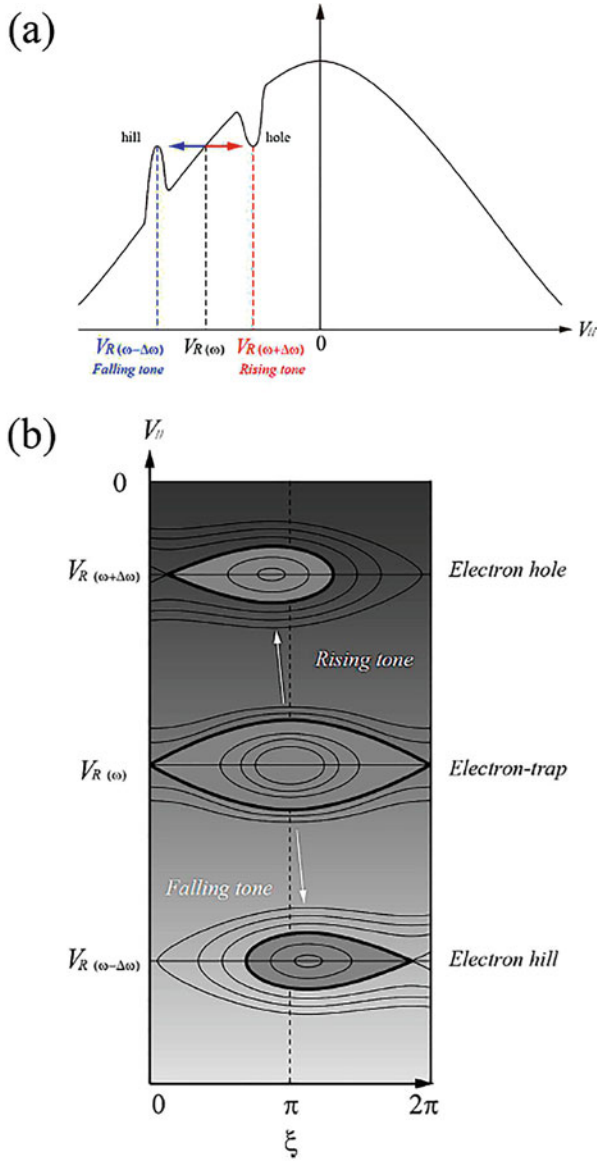 (a)
hill
hole
V//
0
VR (ω−Δω) VR (ω) VR (ω+Δω)
Falling tone Rising tone
(b)
V//
0
VR (ω+Δω) Electron hole
Rising tone
VR (ω) Electron-trap
Falling tone
VR (ω−Δω) Electron hill
0 π 2π
ξ